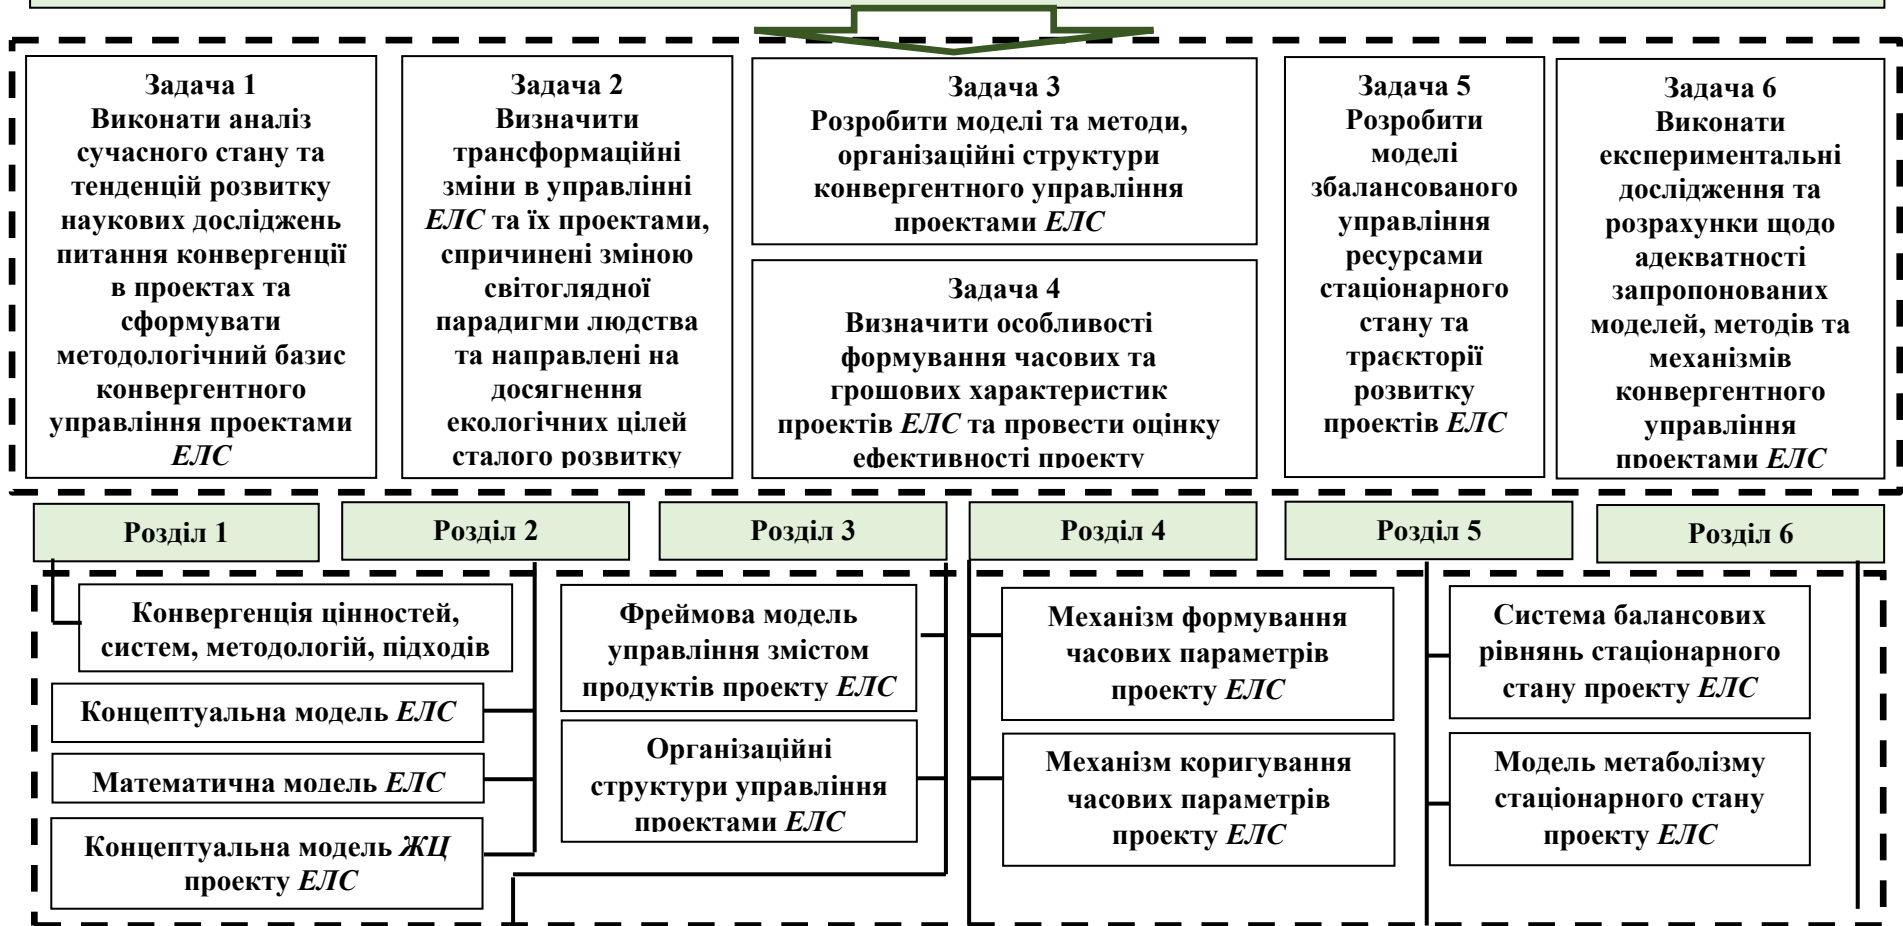 Задача 1
Виконати аналіз
сучасного стану та
тенденцій розвитку
наукових досліджень
питання конвергенції
в проектах та
сформувати
методологічний базис
конвергентного
управління проектами
ЕЛС
Задача 2
Визначити
трансформаційні
зміни в управлінні
ЕЛС та їх проектами,
спричинені зміною
світоглядної
парадигми людства
та направлені на
досягнення
екологічних цілей
сталого розвитку
Задача 3
Розробити моделі та методи,
організаційні структури
конвергентного управління
проектами ЕЛС
Задача 4
Визначити особливості
формування часових та
грошових характеристик
проектів ЕЛС та провести оцінку
ефективності проекту
Задача 5
Розробити
моделі
збалансованого
управління
ресурсами
стаціонарного
стану та
траєкторії
розвитку
проектів ЕЛС
Задача 6
Виконати
експериментальні
дослідження та
розрахунки щодо
адекватності
запропонованих
моделей, методів та
механізмів
конвергентного
управління
проектами ЕЛС
Розділ 1
Розділ 2
Розділ 3
Розділ 4
Розділ 5
Розділ 6
Конвергенція цінностей,
систем, методологій, підходів
Концептуальна модель ЕЛС
Математична модель ЕЛС
Концептуальна модель ЖЦ
проекту ЕЛС
Фреймова модель
управління змістом
продуктів проекту ЕЛС
Організаційні
структури управління
проектами ЕЛС
Механізм формування
часових параметрів
проекту ЕЛС
Механізм коригування
часових параметрів
проекту ЕЛС
Система балансових
рівнянь стаціонарного
стану проекту ЕЛС
Модель метаболізму
стаціонарного стану
проекту ЕЛС